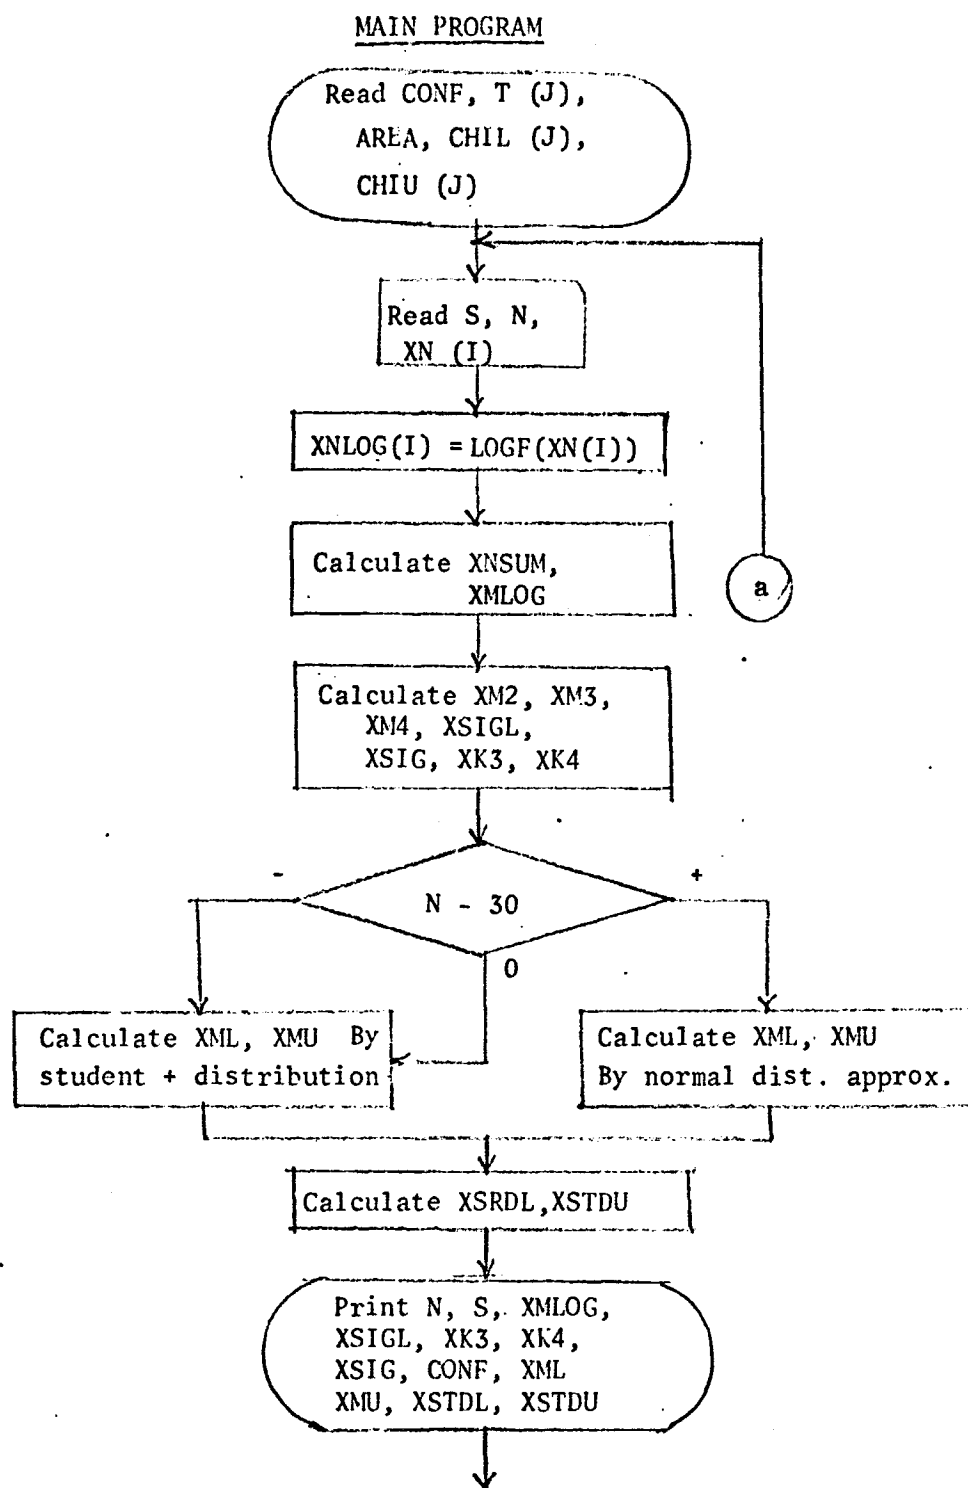 MAIN PROGRAM
Read CONF, T (J),
AREA, CHIL (J),
CHIU (J)
Read S, N,
XN (I)
XNLOG(I) = LOGF(XN(I))
Calculate XNSUM,
XMLOG
a
Calculate XM2, XM3,
XM4, XSIGL,
XSIG, XK3, XK4
-
+
N - 30
0
Calculate XML, XMU By
student + distribution
Calculate XML, XMU
By normal dist. approx.
Calculate XSRDL,XSTDU
Print N, S, XMLOG,
XSIGL, XK3, XK4,
XSIG, CONF, XML
XMU, XSTDL, XSTDU